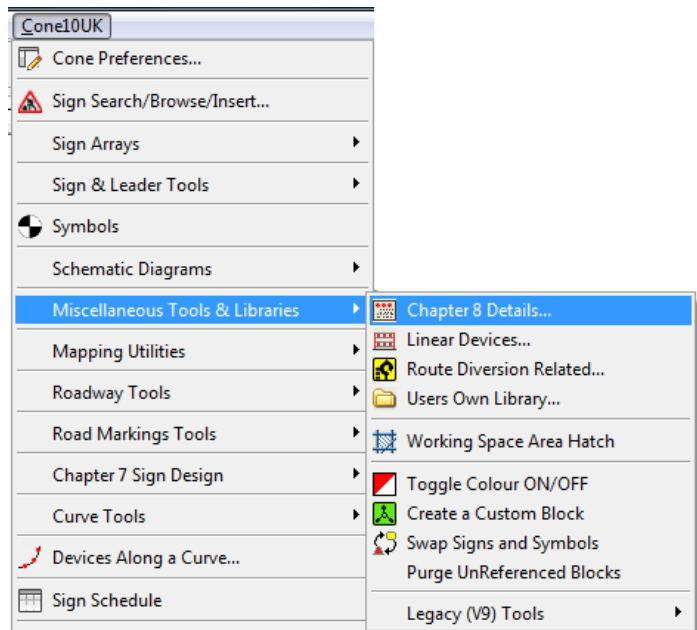 Cone10UK
Cone Preferences...
Sign Search/Browse/Insert...
Sign Arrays
Sign & Leader Tools
Symbols
Schematic Diagrams
Miscellaneous Tools & Libraries
Mapping Utilities
Roadway Tools
Road Markings Tools
Chapter 7 Sign Design
Curve Tools
Devices Along a Curve...
Sign Schedule
Chapter 8 Details...
Linear Devices...
Route Diversion Related...
Users Own Library...
Working Space Area Hatch
Toggle Colour ON/OFF
Create a Custom Block
Swap Signs and Symbols
Purge UnReferenced Blocks
Legacy (V9) Tools